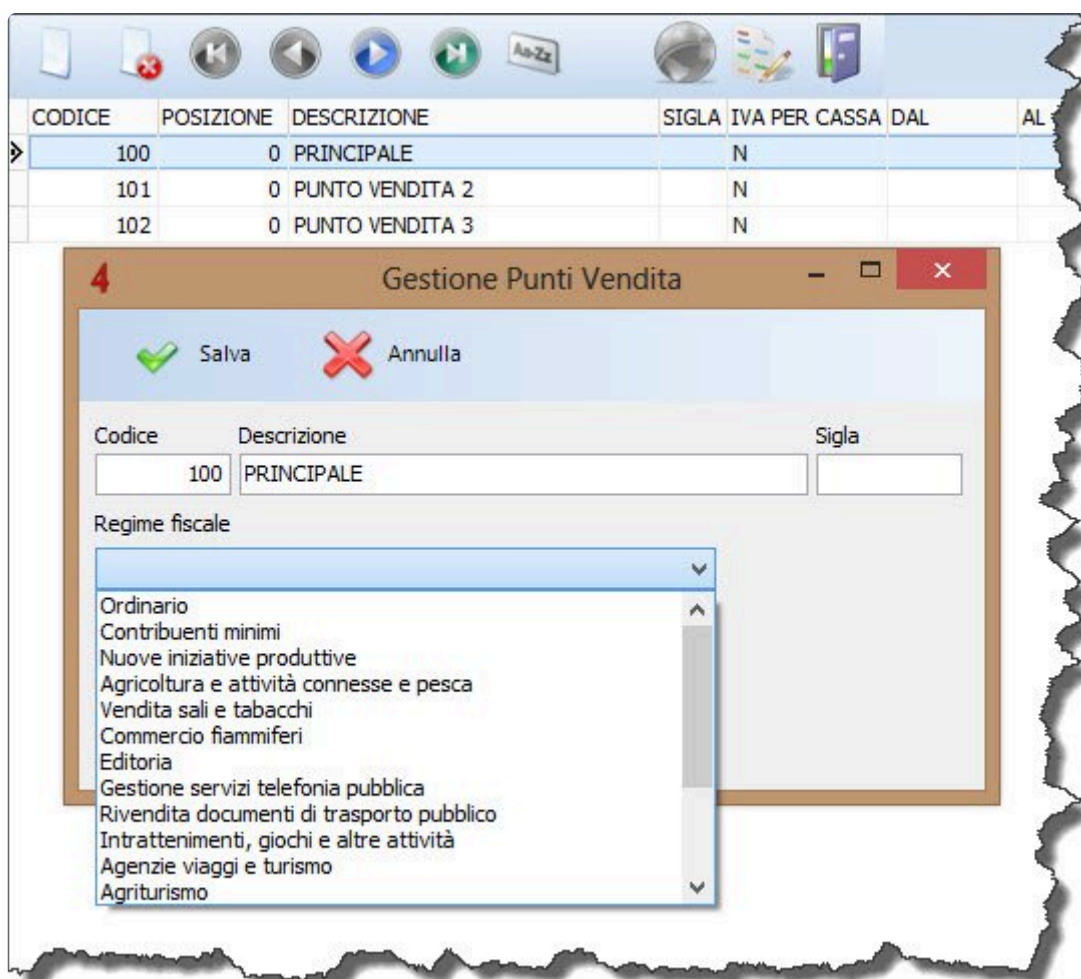 Aa-Zz
CODICE POSIZIONE DESCRIZIONE SIGLA IVA PER CASSA DAL AL
100 0 PRINCIPALE N
101 0 PUNTO VENDITA 2 N
102 0 PUNTO VENDITA 3 N
4 Gestione Punti Vendita
Salva Annulla
Codice Descrizione Sigla
100 PRINCIPALE
Regime fiscale
Ordinario
Contribuenti minimi
Nuove iniziative produttive
Agricoltura e attività connesse e pesca
Vendita sali e tabacchi
Commercio fiammiferi
Editoria
Gestione servizi telefonia pubblica
Rivendita documenti di trasporto pubblico
Intrattenimenti, giochi e altre attività
Agenzie viaggi e turismo
Agriturismo